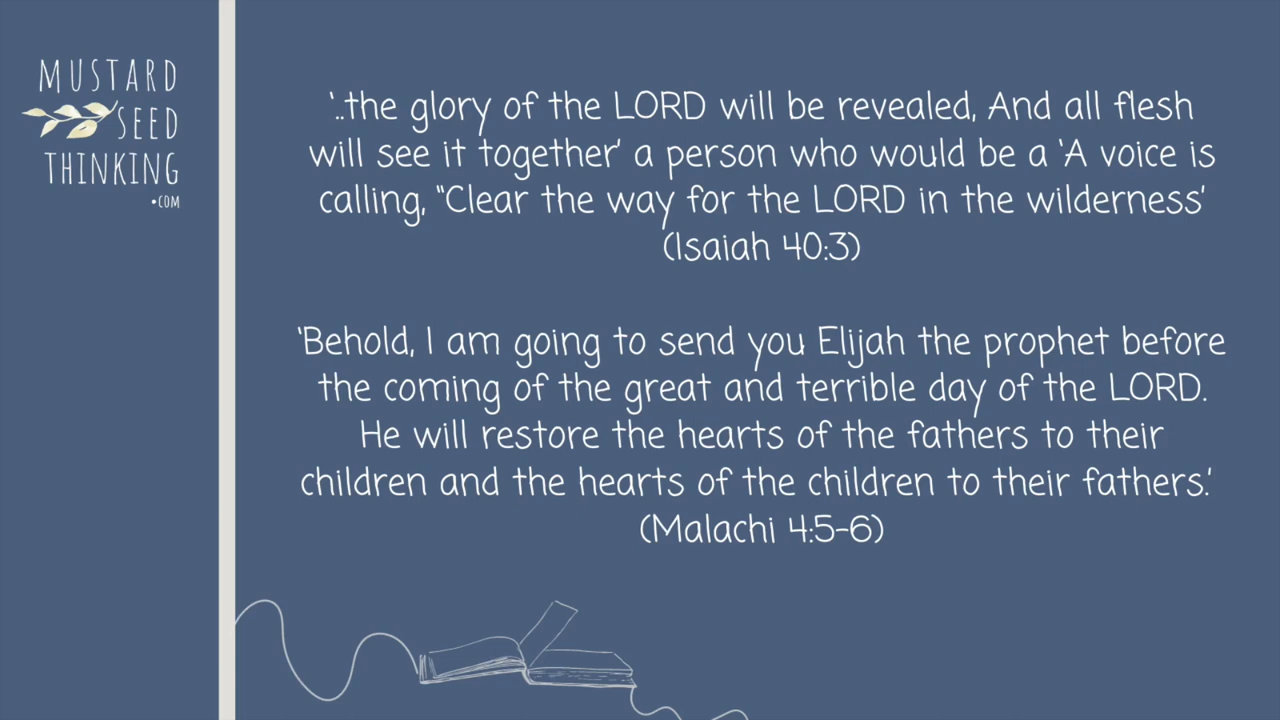 MUSTARD
SEED
THINKING
.COM
'..the glory of the LORD will be revealed, And all flesh
will see it together' a person who would be a 'A voice is
calling, "Clear the way for the LORD in the wilderness'
(Isaiah 40:3)
'Behold, I am going to send you Elijah the prophet before
the coming of the great and terrible day of the LORD.
He will restore the hearts of the fathers to their
children and the hearts of the children to their fathers.'
(Malachi 4:5-6)